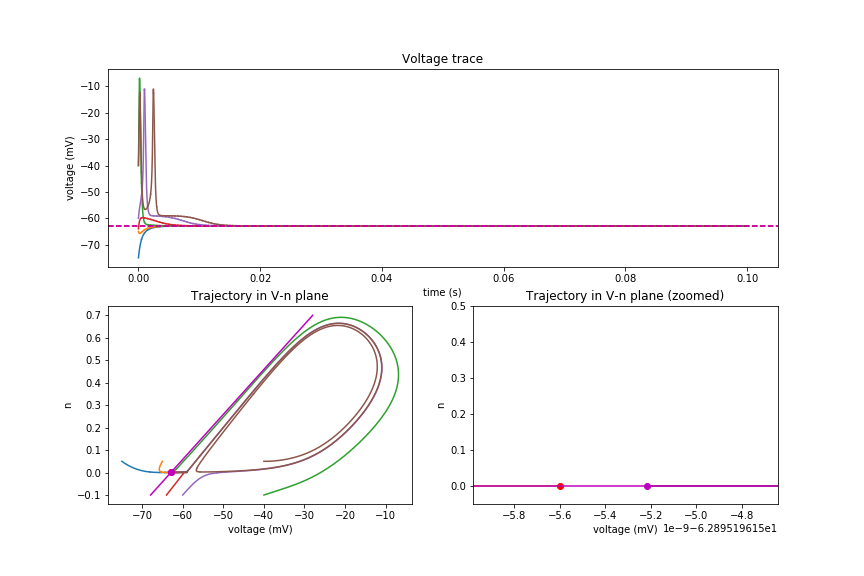 Voltage trace
voltage (mV)
−10
−20
−30
−40
−50
−60
−70
0.00 0.02 0.04 0.06 0.08 0.10
time (s)
Trajectory in V-n plane
n
0.7
0.6
0.5
0.4
0.3
0.2
0.1
0.0
−0.1
−70 −60 −50 −40 −30 −20 −10
voltage (mV)
Trajectory in V-n plane (zoomed)
n
0.5
0.4
0.3
0.2
0.1
0.0
−5.8 −5.6 −5.4 −5.2 −5.0 −4.8
voltage (mV) 1e−9−6.289519615e1